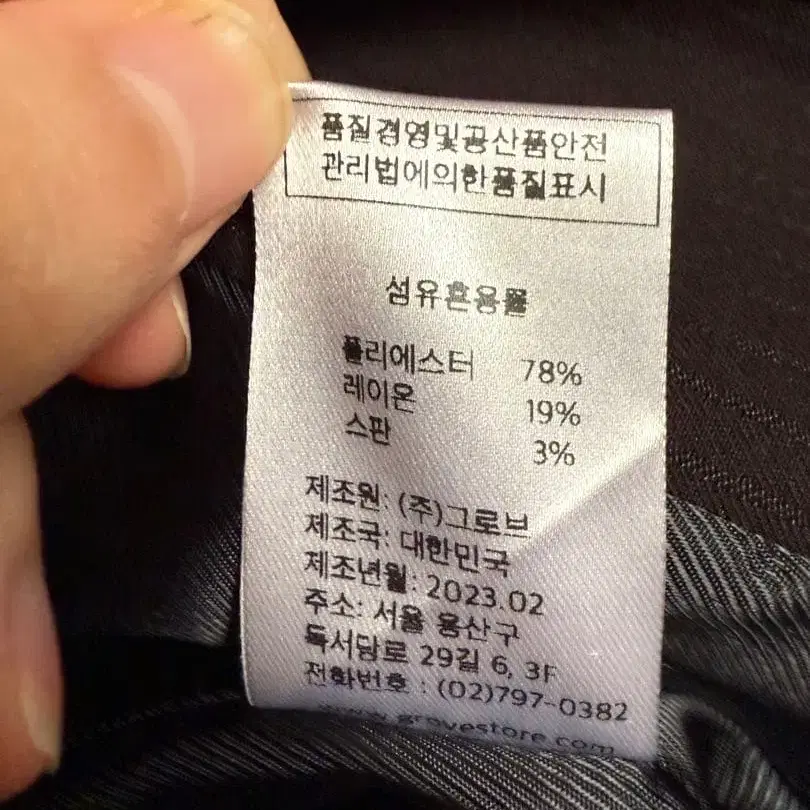 품질경영및공산품안전
관리법에의한품질표시
섬유혼용률
폴리에스터 78%
레이온 19%
스판 3%
제조원: (주)그로브
제조국: 대한민국
제조년월: 2023.02
주소: 서울 용산구
독서당로 29길 6, 3F
전화번호 : (02)797-0382
www.grovestore.com